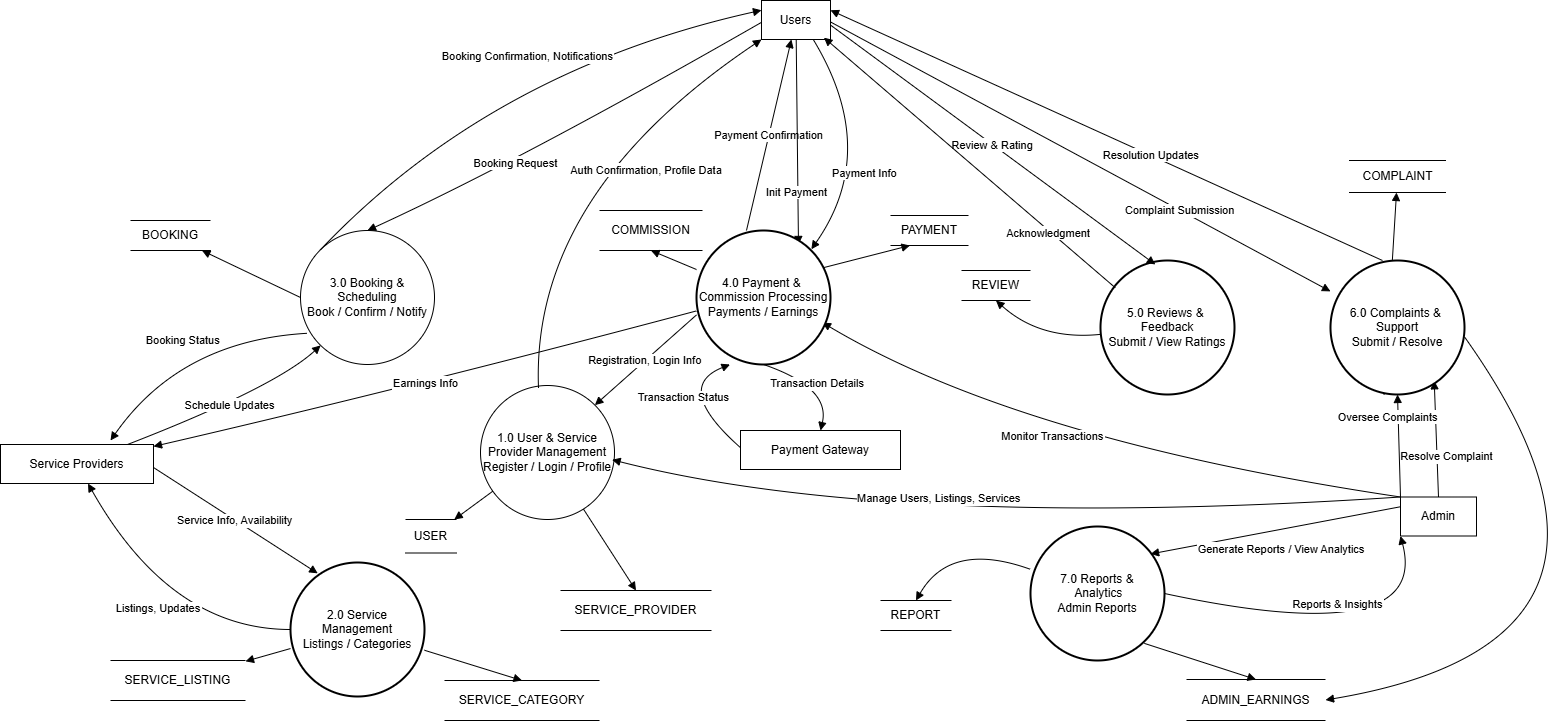 Users
Booking Confirmation, Notifications
Payment Confirmation
Review & Rating
Resolution Updates
Booking Request
Auth Confirmation, Profile Data
Payment Info
Init Payment
COMPLAINT
Complaint Submission
BOOKING
COMMISSION
PAYMENT
Acknowledgment
3.0 Booking &
Scheduling
Book / Confirm / Notify
4.0 Payment &
Commission Processing
Payments / Earnings
REVIEW
5.0 Reviews &
Feedback
Submit / View Ratings
6.0 Complaints &
Support
Submit / Resolve
Booking Status
Registration, Login Info
Earnings Info
Transaction Details
Transaction Status
Schedule Updates
Oversee Complaints
Monitor Transactions
1.0 User & Service
Provider Management
Register / Login / Profile
Payment Gateway
Resolve Complaint
Service Providers
Manage Users, Listings, Services
Service Info, Availability
USER
Admin
Generate Reports / View Analytics
7.0 Reports &
Analytics
Admin Reports
Reports & Insights
Listings, Updates
2.0 Service
Management
Listings / Categories
SERVICE_PROVIDER
REPORT
SERVICE_LISTING
SERVICE_CATEGORY
ADMIN_EARNINGS